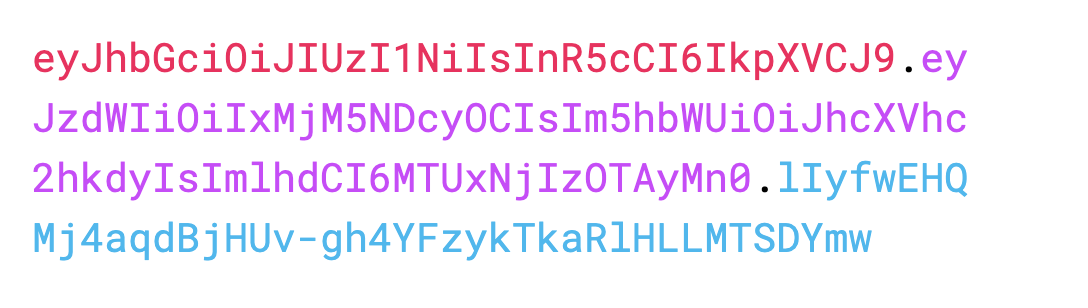 eyJhbGciOiJIUzI1NiIsInR5cCI6IkpXVCJ9.ey
JzdWIiOiIxMjM5NDcyOCIsIm5hbWUiOiJhcXVhc
2hkdyIsImlhdCI6MTUxNjIzOTAyMn0.lIyfwEHQ
Mj4aqdBjHUv-gh4YFzykTkaRlHLLMTSDYmw